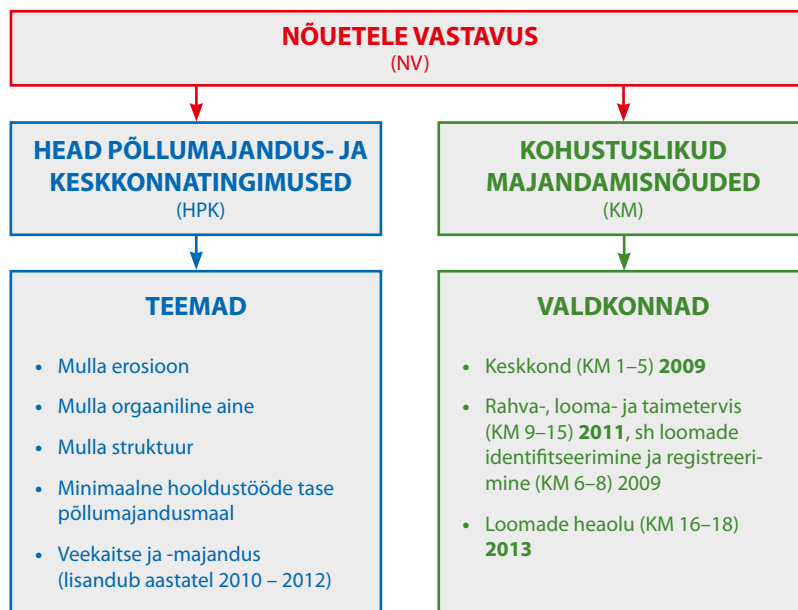 NÕUETELE VASTAVUS
(NV)
HEAD PÕLLUMAJANDUS- JA
KESKKONNATINGIMUSED
(HPK)
TEEMAD
• Mulla erosioon
• Mulla orgaaniline aine
• Mulla struktuur
• Minimaalne hooldustööde tase
põllumajandusmaal
• Veekaitse ja -majandus
(lisandub aastatel 2010 – 2012)
KOHUSTUSLIKUD
MAJANDAMISNÕUDED
(KM)
VALDKONNAD
• Keskkond (KM 1–5) 2009
• Rahva-, looma- ja taimetervis
(KM 9–15) 2011, sh loomade
identifitseerimine ja registreeri-
mine (KM 6–8) 2009
• Loomade heaolu (KM 16–18)
2013